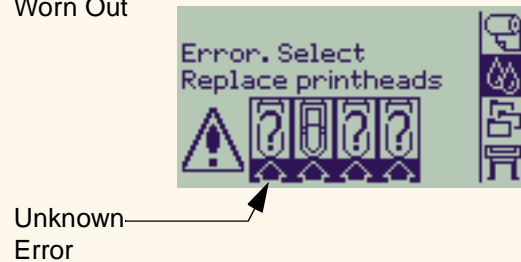 Worn Out
Error. Select
Replace printheads
? ? ?
Unknown
Error